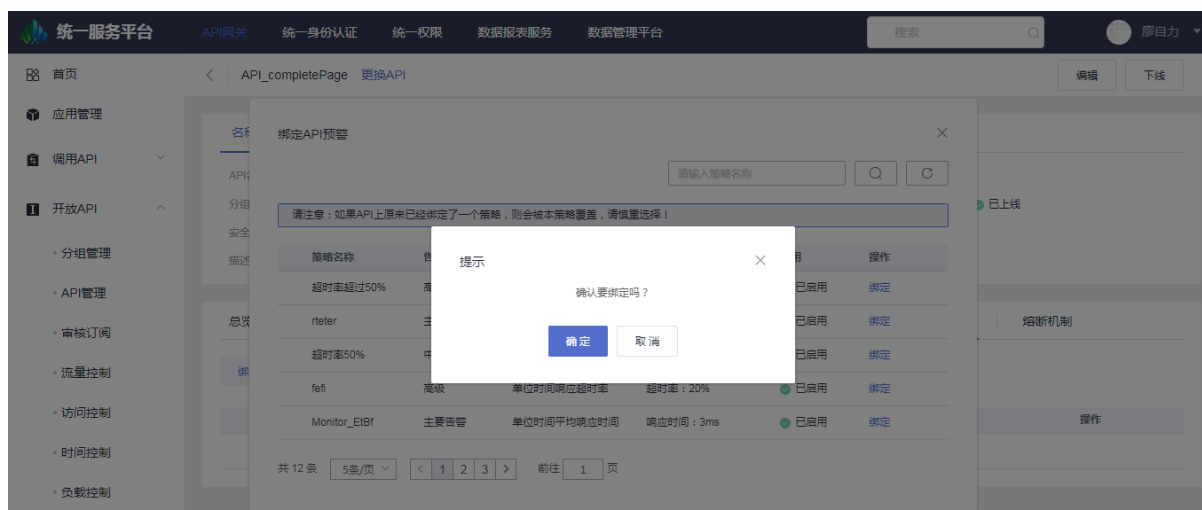 统一服务平台 API网关 统一身份认证 统一权限 数据报表服务 数据管理平台 搜索 廖自力
首页 API_completePage 更换API 编辑 下线
应用管理
绑定API预警
调用API
请输入策略名称
开放API 分组 已上线
请注意：如果API上原来已经绑定了一个策略，则会被本策略覆盖，请慎重选择！
安全
分组管理 描述 策略名称 操作
提示
API管理 超时率超过50% 已启用 绑定
确认要绑定吗？
审核订阅 总览 rteter 已启用 绑定 熔断机制
确定 取消
超时率50% 已启用 绑定
流量控制
fefi 高级 单位时间响应超时率 超时率：20% 已启用 绑定
访问控制 Monitor_EtBf 主要告警 单位时间平均响应时间 响应时间：3ms 已启用 绑定 操作
时间控制
共 12 条 5条/页 1 2 3 前往 1 页
负载控制